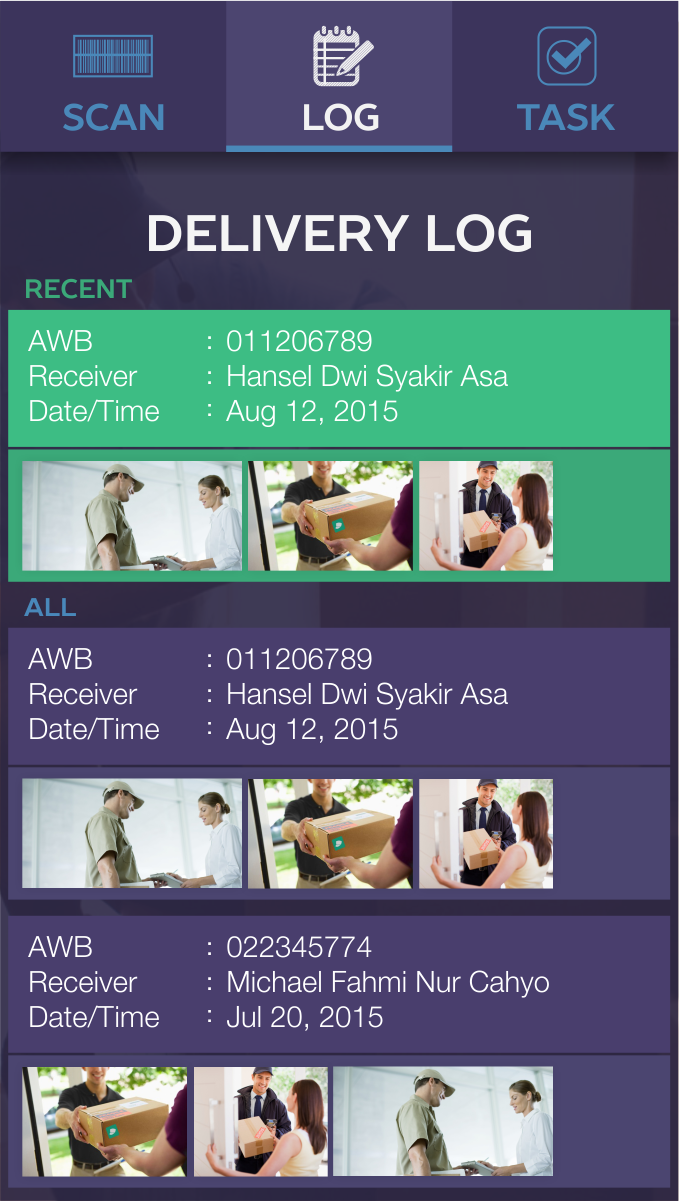 SCAN
LOG
TASK
DELIVERY LOG
RECENT
AWB : 011206789
Receiver : Hansel Dwi Syakir Asa
Date/Time : Aug 12, 2015
ALL
AWB : 011206789
Receiver : Hansel Dwi Syakir Asa
Date/Time : Aug 12, 2015
AWB : 022345774
Receiver : Michael Fahmi Nur Cahyo
Date/Time : Jul 20, 2015